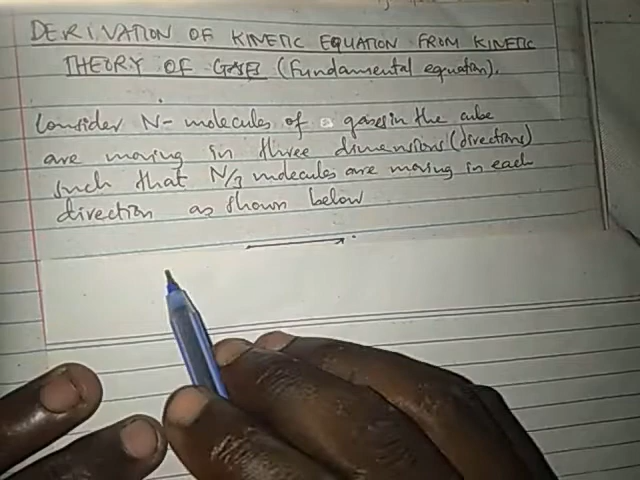 DERIVATION OF KINETIC EQUATION FROM KINETIC
THEORY OF GASES (Fundamental equation).
Consider N- molecules of a gases in the cube
are moving in three dimensions (directions)
such that N/3 molecules are moving in each
direction as shown below